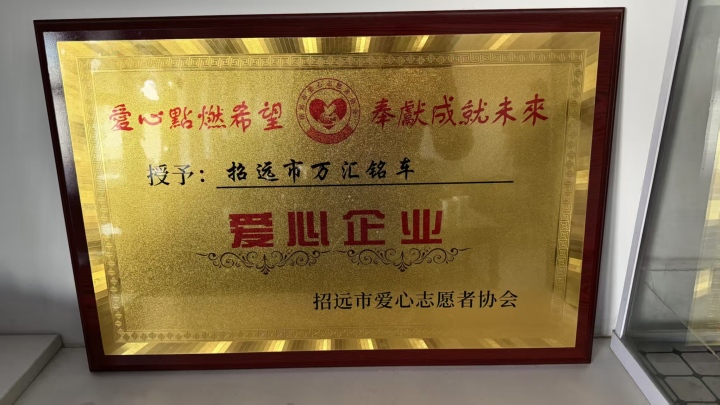 爱心點燃希望 奉獻成就未來
授予：招远市万汇铭车
爱心企业
招远市爱心志愿者协会